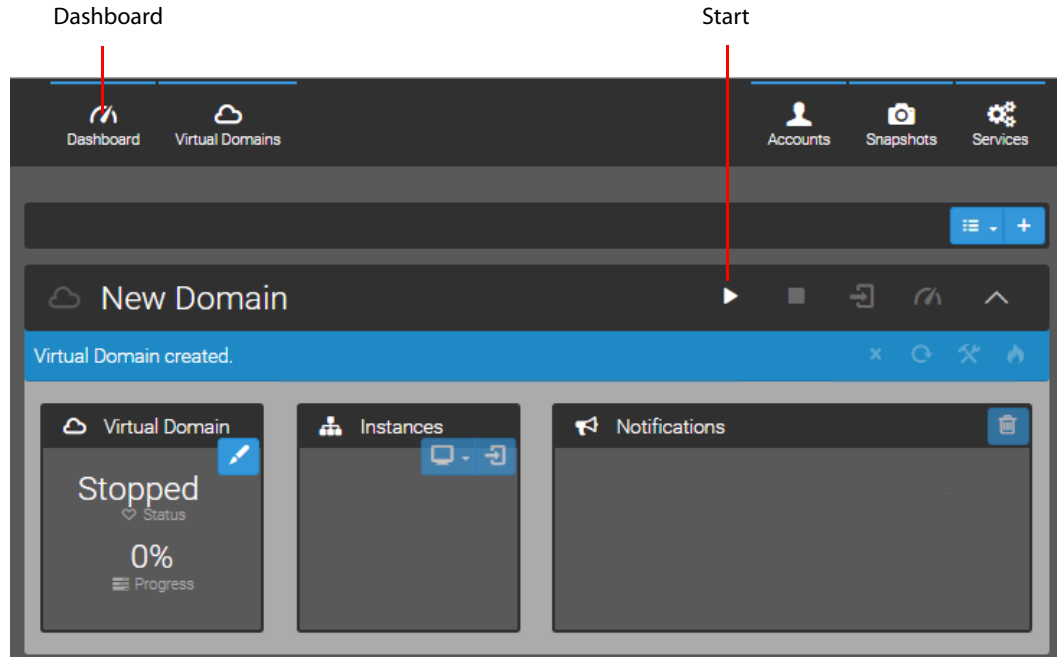 Dashboard
Start
Dashboard
Virtual Domains
Accounts
Snapshots
Services
New Domain
Virtual Domain created.
Virtual Domain
Instances
Notifications
Stopped
Status
0%
Progress